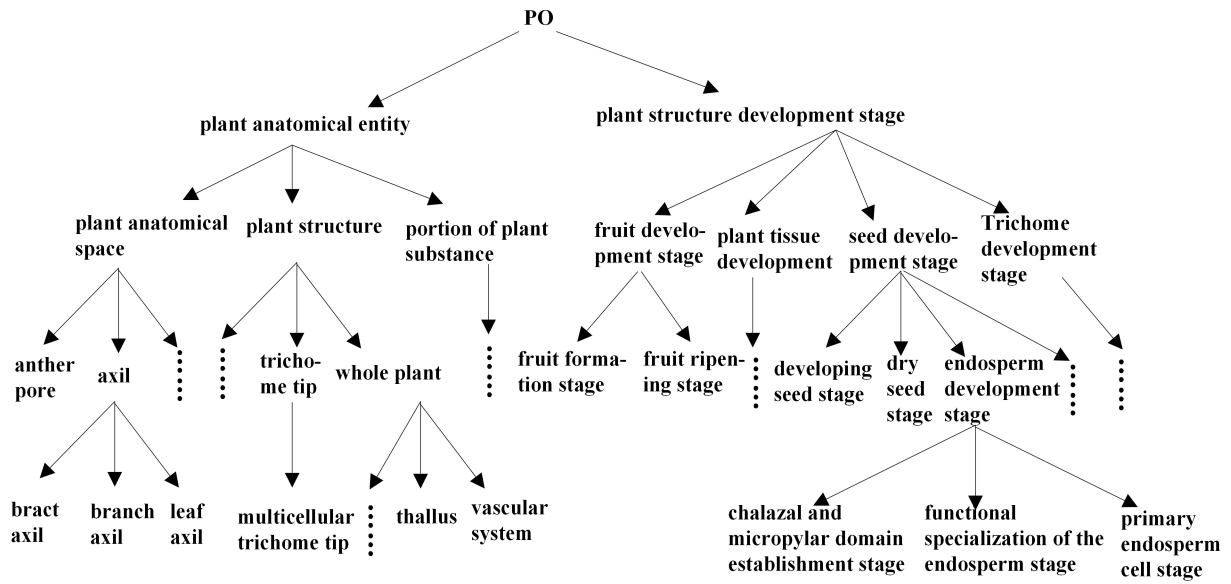 PO
plant anatomical entity
plant structure development stage
plant anatomical
space
plant structure
portion of plant
substance
fruit develo-
pment stage
plant tissue
development
seed develo-
pment stage
Trichome
development
stage
anther
pore
axil
tricho-
me tip
whole plant
fruit forma-
tion stage
fruit ripen-
ing stage
developing
seed stage
dry
seed
stage
endosperm
development
stage
bract
axil
branch
axil
leaf
axil
multicellular
trichome tip
thallus
vascular
system
chalazal and
micropylar domain
establishment stage
functional
specialization of the
endosperm stage
primary
endosperm
cell stage